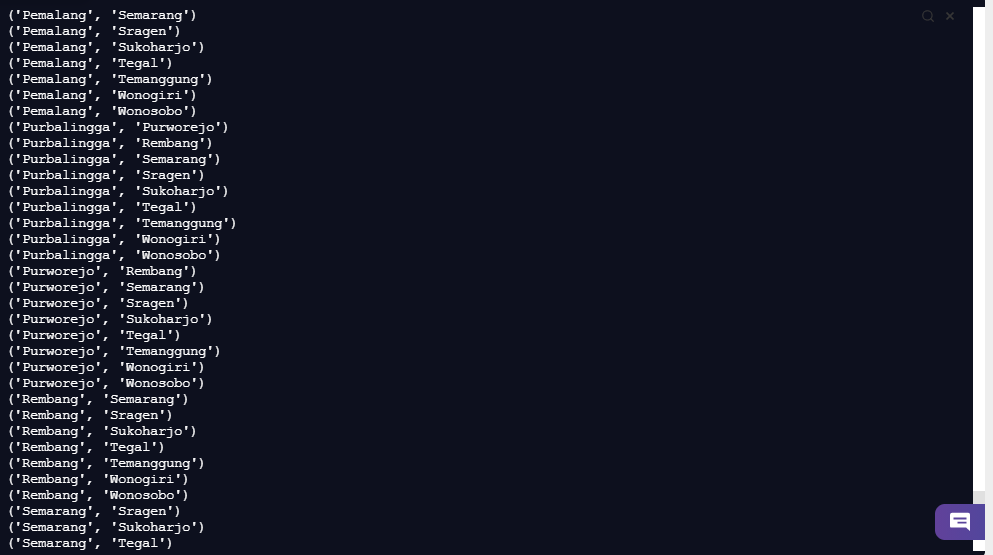 ('Pemalang', 'Semarang')
('Pemalang', 'Sragen')
('Pemalang', 'Sukoharjo')
('Pemalang', 'Tegal')
('Pemalang', 'Temanggung')
('Pemalang', 'Wonogiri')
('Pemalang', 'Wonosobo')
('Purbalingga', 'Purworejo')
('Purbalingga', 'Rembang')
('Purbalingga', 'Semarang')
('Purbalingga', 'Sragen')
('Purbalingga', 'Sukoharjo')
('Purbalingga', 'Tegal')
('Purbalingga', 'Temanggung')
('Purbalingga', 'Wonogiri')
('Purbalingga', 'Wonosobo')
('Purworejo', 'Rembang')
('Purworejo', 'Semarang')
('Purworejo', 'Sragen')
('Purworejo', 'Sukoharjo')
('Purworejo', 'Tegal')
('Purworejo', 'Temanggung')
('Purworejo', 'Wonogiri')
('Purworejo', 'Wonosobo')
('Rembang', 'Semarang')
('Rembang', 'Sragen')
('Rembang', 'Sukoharjo')
('Rembang', 'Tegal')
('Rembang', 'Temanggung')
('Rembang', 'Wonogiri')
('Rembang', 'Wonosobo')
('Semarang', 'Sragen')
('Semarang', 'Sukoharjo')
('Semarang', 'Tegal')